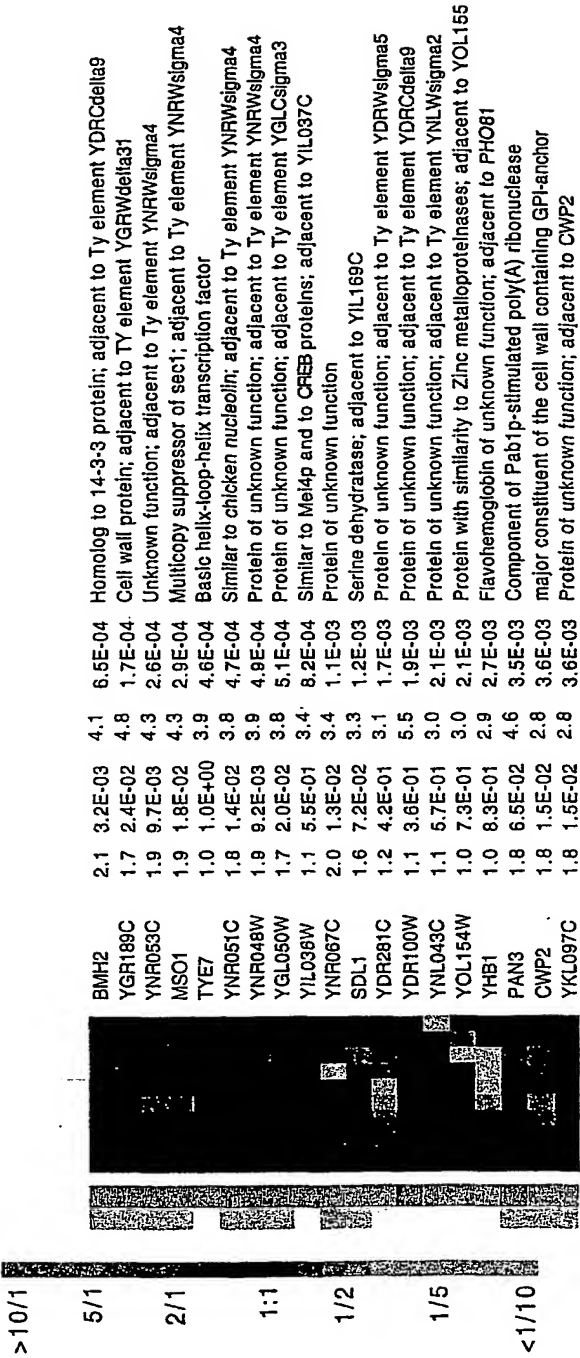 >10/1
5/1
2/1
1:1
1/2
1/5
<1/10
BMH2 2.1 3.2E-03 4.1 6.5E-04 Homolog to 14-3-3 protein; adjacent to Ty element YDRCdelta9
YGR189C 1.7 2.4E-02 4.8 1.7E-04. Cell wall protein; adjacent to TY element YGRWdelta31
YNR053C 1.9 9.7E-03 4.3 2.6E-04 Unknown function; adjacent to Ty element YNRWsigma4
MSO1 1.9 1.8E-02 4.3 2.9E-04 Multicopy suppressor of sec1; adjacent to Ty element YNRWsigma4
TYE7 1.0 1.0E+00 3.9 4.6E-04 Basic helix-loop-helix transcription factor
YNR051C 1.8 1.4E-02 3.8 4.7E-04 Similar to chicken nucleolin; adjacent to Ty element YNRWsigma4
YNR048W 1.9 9.2E-03 3.9 4.9E-04 Protein of unknown function; adjacent to Ty element YNRWsigma4
YGL050W 1.7 2.0E-02 3.8 5.1E-04 Protein of unknown function; adjacent to Ty element YGLCsigma3
YIL036W 1.1 5.5E-01 3.4 8.2E-04 Similar to Mel4p and to CREB proteins; adjacent to YIL037C
YNR067C 2.0 1.3E-02 3.4 1.1E-03 Protein of unknown function
SDL1 1.6 7.2E-02 3.3 1.2E-03 Serine dehydratase; adjacent to YIL169C
YDR281C 1.2 4.2E-01 3.1 1.7E-03 Protein of unknown function; adjacent to Ty element YDRWsigma5
YDR100W 1.1 3.6E-01 5.5 1.9E-03 Protein of unknown function; adjacent to Ty element YDRCdelta9
YNL043C 1.1 5.7E-01 3.0 2.1E-03 Protein of unknown function; adjacent to Ty element YNLWsigma2
YOL154W 1.0 7.3E-01 3.0 2.1E-03 Protein with similarity to Zinc metalloproteinases; adjacent to YOL155
YHB1 1.0 8.3E-01 2.9 2.7E-03 Flavohemoglobin of unknown function; adjacent to PHO81
PAN3 1.8 6.5E-02 4.6 3.5E-03 Component of Pab1p-stimulated poly(A) ribonuclease
CWP2 1.8 1.5E-02 2.8 3.6E-03 major constituent of the cell wall containing GPI-anchor
YKL097C 1.8 1.5E-02 2.8 3.6E-03 Protein of unknown function; adjacent to CWP2